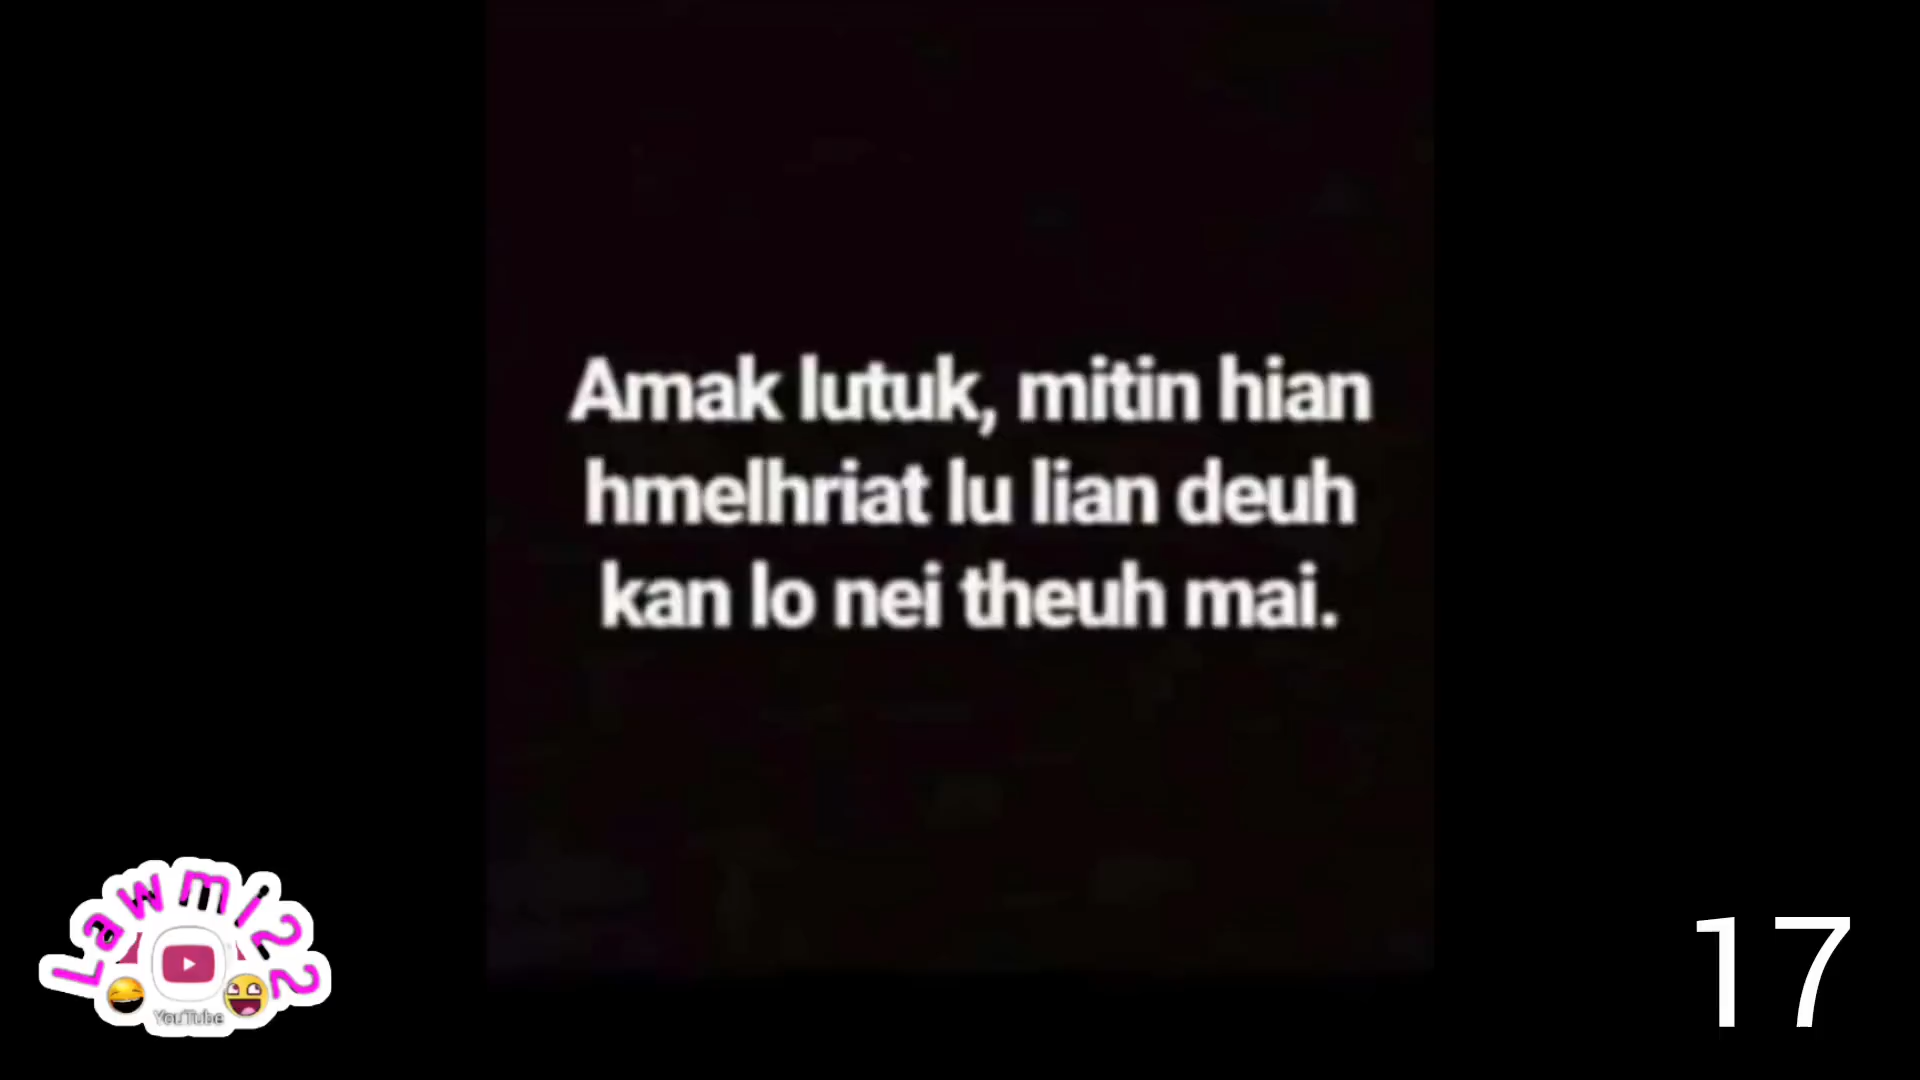 Amak lutuk, mitin hian
hmelhriat lu lian deuh
kan lo nei theuh mai.
Lawmi22
YouTube
17